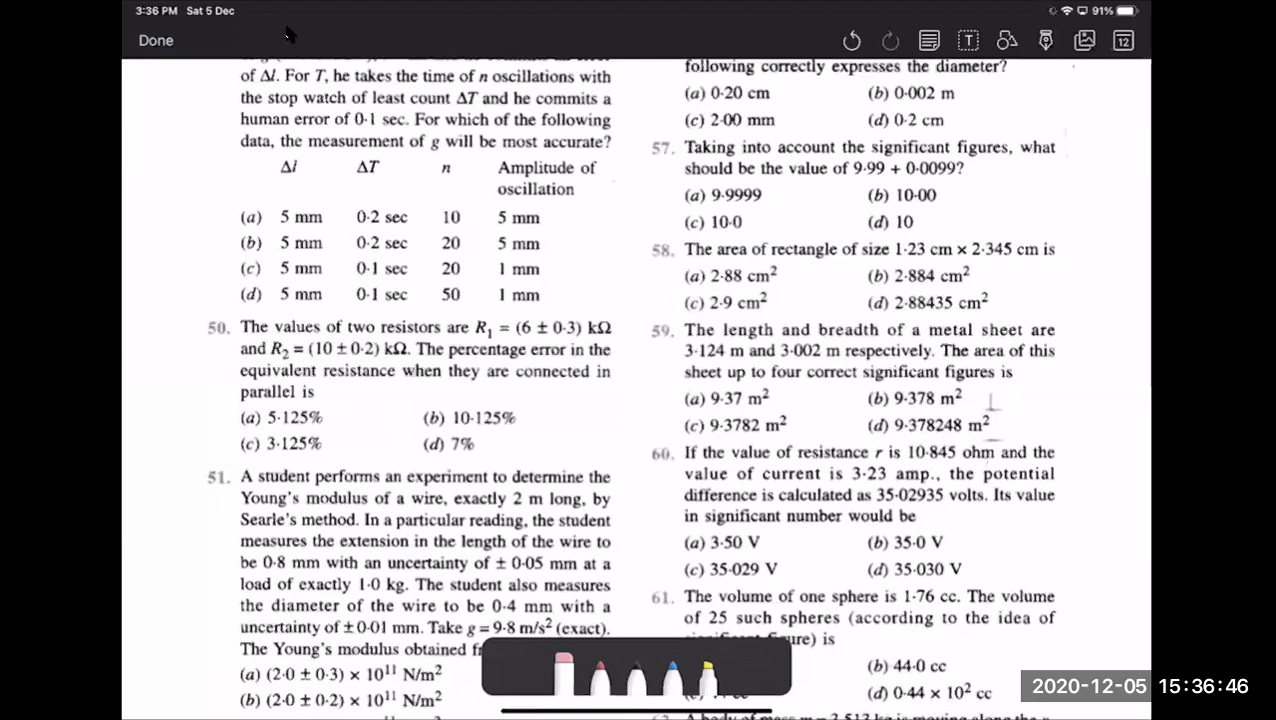 3:36 PM Sat 5 Dec
91%
Done
T
12
of Δl. For T, he takes the time of n oscillations with
the stop watch of least count ΔT and he commits a
human error of 0·1 sec. For which of the following
data, the measurement of g will be most accurate?
Δl ΔT n Amplitude of
oscillation
(a) 5 mm 0·2 sec 10 5 mm
(b) 5 mm 0·2 sec 20 5 mm
(c) 5 mm 0·1 sec 20 1 mm
(d) 5 mm 0·1 sec 50 1 mm
50. The values of two resistors are R₁ = (6 ± 0·3) kΩ
and R₂ = (10 ± 0·2) kΩ. The percentage error in the
equivalent resistance when they are connected in
parallel is
(a) 5·125% (b) 10·125%
(c) 3·125% (d) 7%
51. A student performs an experiment to determine the
Young's modulus of a wire, exactly 2 m long, by
Searle's method. In a particular reading, the student
measures the extension in the length of the wire to
be 0·8 mm with an uncertainty of ± 0·05 mm at a
load of exactly 1·0 kg. The student also measures
the diameter of the wire to be 0·4 mm with a
uncertainty of ±0·01 mm. Take g = 9·8 m/s² (exact).
The Young's modulus obtained
(a) (2·0 ± 0·3) × 10¹¹ N/m²
(b) (2·0 ± 0·2) × 10¹¹ N/m²
following correctly expresses the diameter?
(a) 0·20 cm (b) 0·002 m
(c) 2·00 mm (d) 0·2 cm
57. Taking into account the significant figures, what
should be the value of 9·99 + 0·0099?
(a) 9·9999 (b) 10·00
(c) 10·0 (d) 10
58. The area of rectangle of size 1·23 cm × 2·345 cm is
(a) 2·88 cm² (b) 2·884 cm²
(c) 2·9 cm² (d) 2·88435 cm²
59. The length and breadth of a metal sheet are
3·124 m and 3·002 m respectively. The area of this
sheet up to four correct significant figures is
(a) 9·37 m² (b) 9·378 m²
(c) 9·3782 m² (d) 9·378248 m²
60. If the value of resistance r is 10·845 ohm and the
value of current is 3·23 amp., the potential
difference is calculated as 35·02935 volts. Its value
in significant number would be
(a) 3·50 V (b) 35·0 V
(c) 35·029 V (d) 35·030 V
61. The volume of one sphere is 1·76 cc. The volume
of 25 such spheres (according to the idea of
is
(b) 44·0 cc
(d) 0·44 × 10² cc
2020-12-05 15:36:46